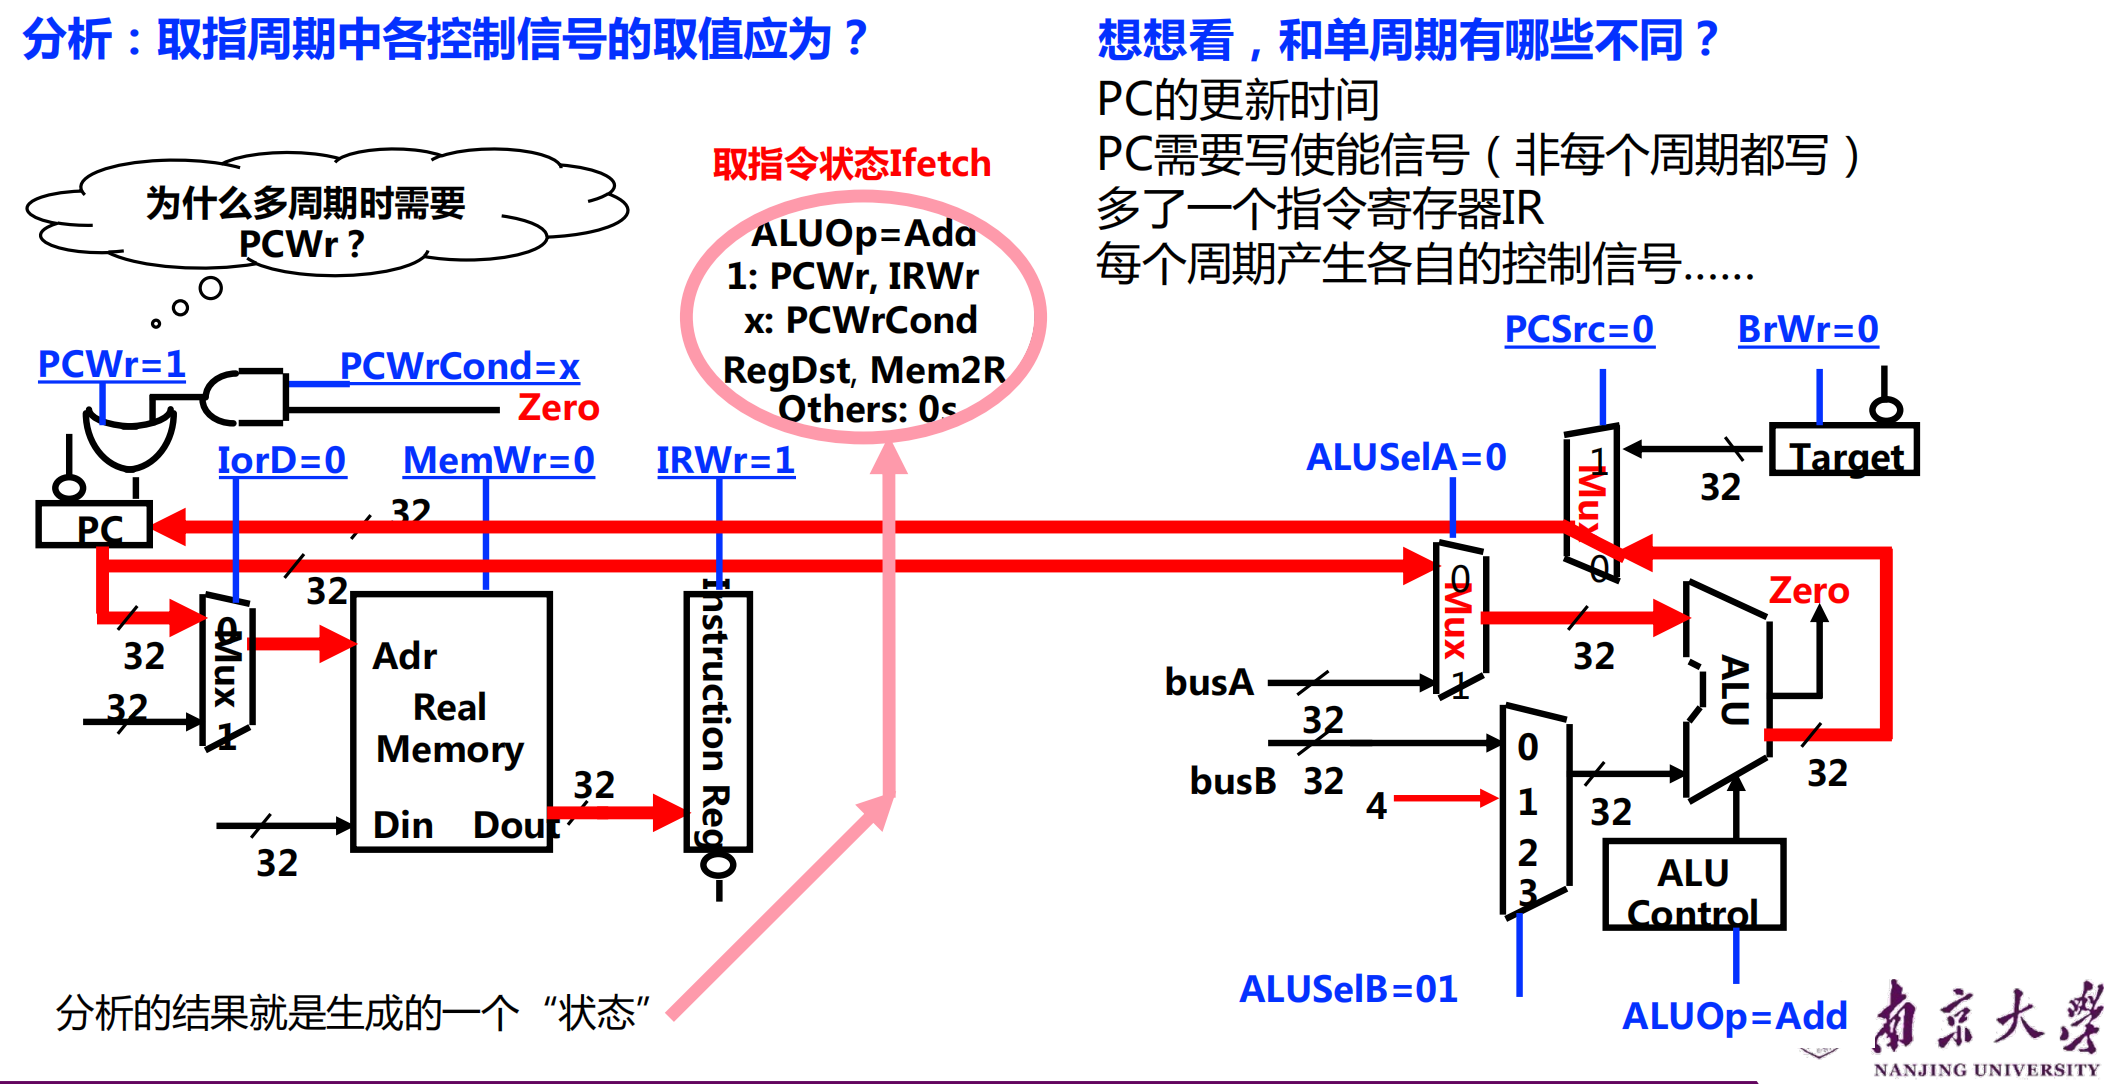 分析：取指周期中各控制信号的取值应为？
想想看，和单周期有哪些不同？
PC的更新时间
PC需要写使能信号（非每个周期都写）
多了一个指令寄存器IR
每个周期产生各自的控制信号......
为什么多周期时需要
PCWr？
取指令状态Ifetch
ALUOp=Add
1: PCWr, IRWr
x: PCWrCond
RegDst, Mem2R
Others: 0s
PCWr=1
PCWrCond=x
Zero
IorD=0
MemWr=0
IRWr=1
PC
32
32
32
32
0
Mux
1
Adr
Real
Memory
Din
Dout
32
32
Instruction Reg
PCSrc=0
BrWr=0
ALUSelA=0
1
Mux
0
32
Target
0
Mux
1
32
Zero
ALU
32
busA
32
busB
32
4
0
1
2
3
32
ALU
Control
ALUSelB=01
ALUOp=Add
分析的结果就是生成的一个“状态”
南京大学
NANJING UNIVERSITY